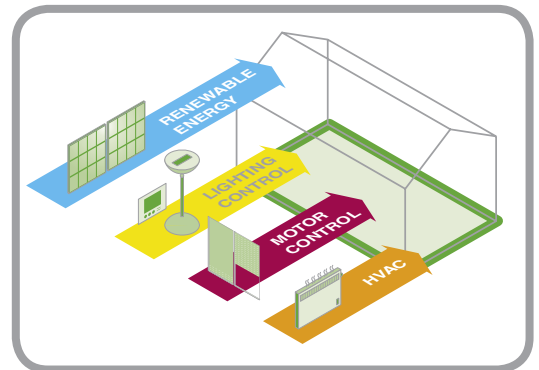 RENEWABLE
ENERGY
LIGHTING
CONTROL
MOTOR
CONTROL
HVAC